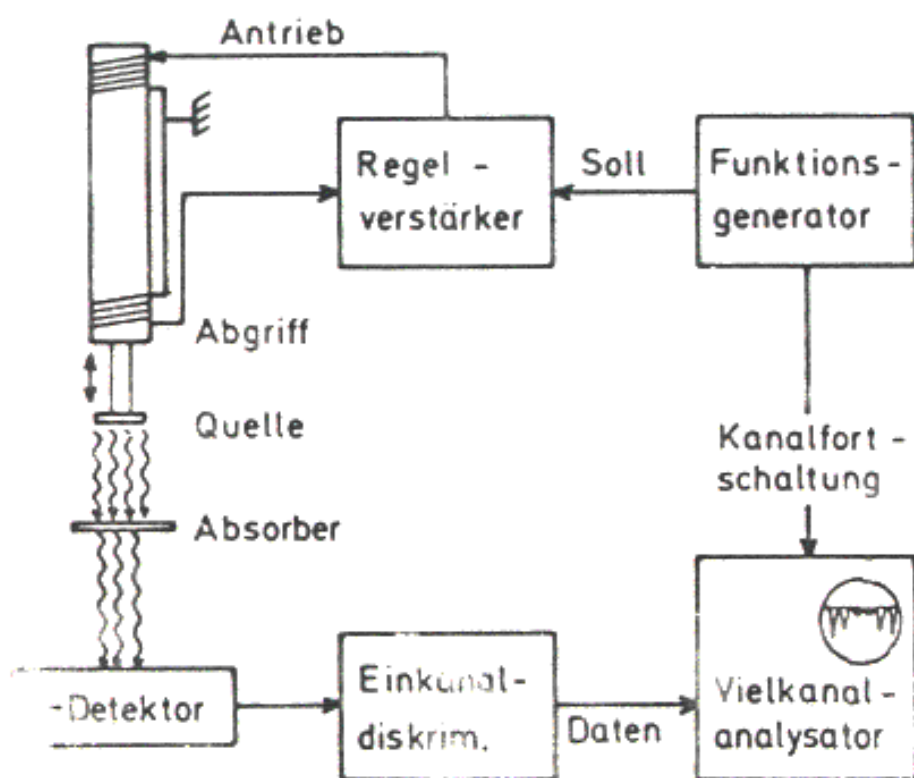 Antrieb
Regel -
verstärker
Soll
Funktions-
generator
Abgriff
Quelle
Kanalfort -
schaltung
Absorber
-Detektor
Einkanal-
diskrim.
Daten
Vielkanal-
analysator